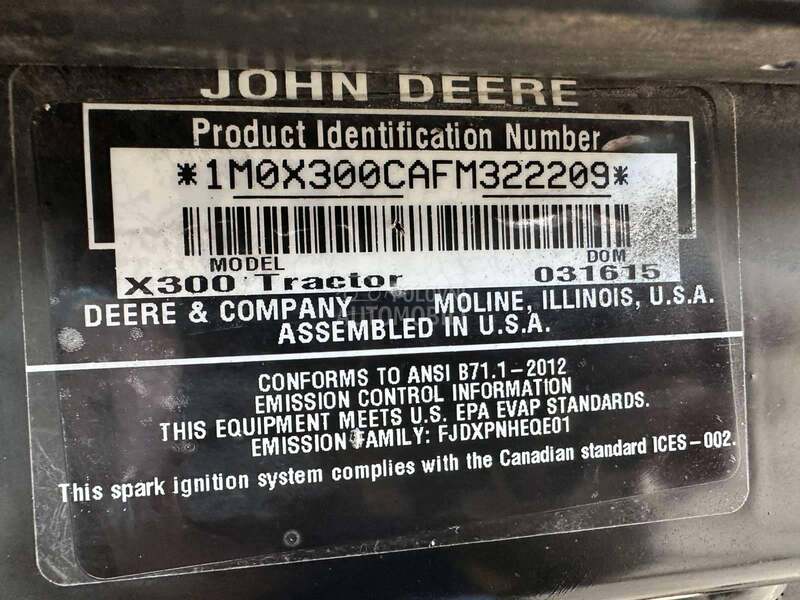 JOHN DEERE
Product Identification Number
*1M0X300CAFM322209*
MODEL DOM
X300 Tractor 031615
DEERE & COMPANY MOLINE, ILLINOIS, U.S.A.
ASSEMBLED IN U.S.A.
CONFORMS TO ANSI B71.1-2012
EMISSION CONTROL INFORMATION
THIS EQUIPMENT MEETS U.S. EPA EVAP STANDARDS.
EMISSION FAMILY: FJDXPNHEQE01
This spark ignition system complies with the Canadian standard ICES-002.